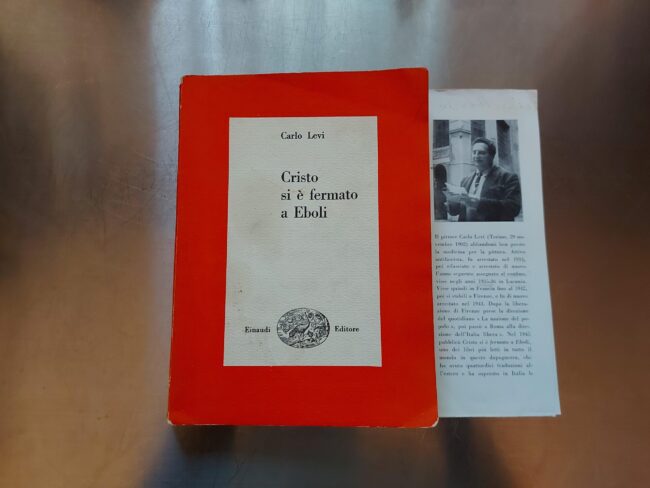 Carlo Levi
Cristo
si è fermato
a Eboli
Einaudi Editore
Il pittore Carlo Levi (Torino, 29 no-
vembre 1902) abbandonò ben presto
la medicina per la pittura. Attivo
antifascista, fu arrestato nel 1934,
poi rilasciato e arrestato di nuovo
l'anno seguente assegnato al confino,
visse negli anni 1935-36 in Lucania.
Visse quindi in Francia fino al 1942,
poi si stabilì a Firenze, e fu di nuovo
arrestato nel 1943. Dopo la libera-
zione di Firenze prese la direzione
del quotidiano « La nazione del po-
polo », poi passò a Roma alla dire-
zione dell'« Italia libera ». Nel 1945
pubblicò Cristo si è fermato a Eboli,
uno dei libri più letti in tutto il
mondo in questo dopoguerra, che
ha avuto quattordici traduzioni al-
l'estero e ha superato in Italia le